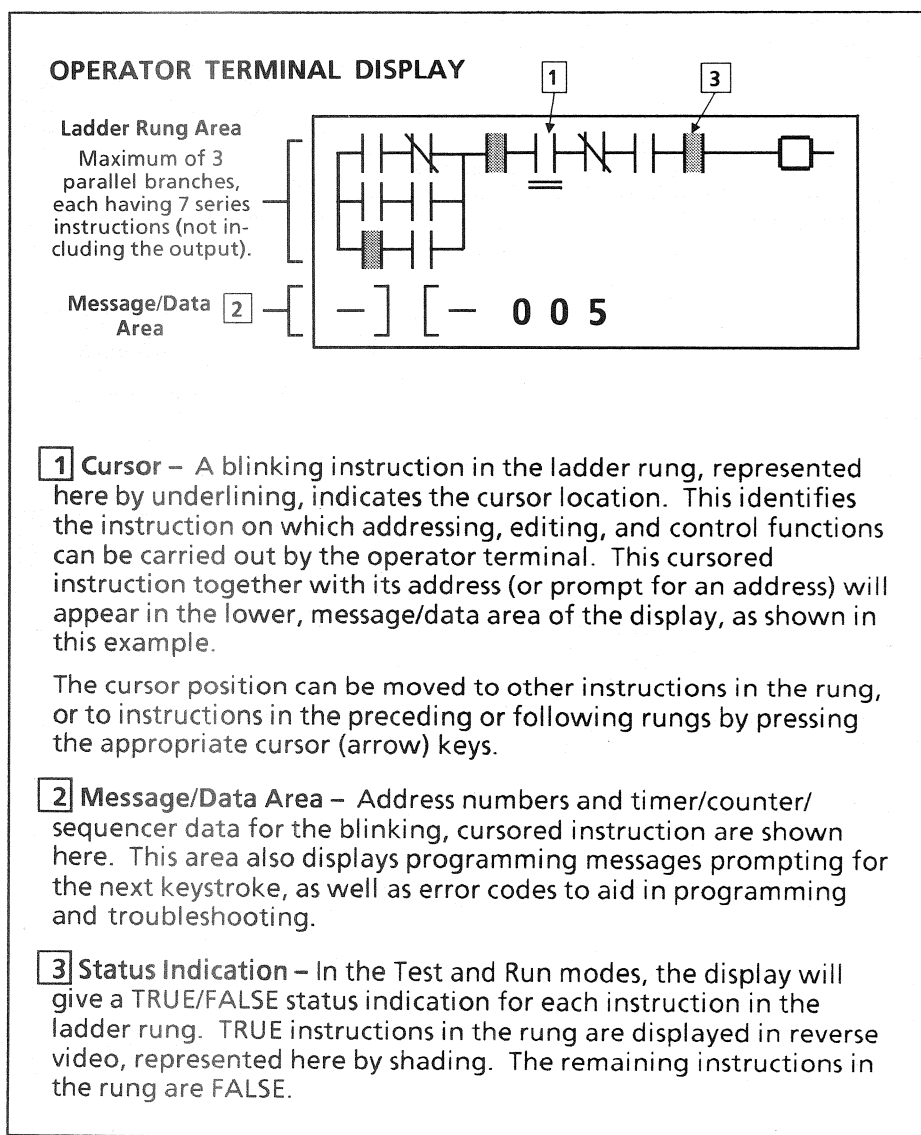 OPERATOR TERMINAL DISPLAY
1
3
Ladder Rung Area
Maximum of 3
parallel branches,
each having 7 series
instructions (not in-
cluding the output).
Message/Data 2
Area
0 0 5
1 Cursor – A blinking instruction in the ladder rung, represented
here by underlining, indicates the cursor location. This identifies
the instruction on which addressing, editing, and control functions
can be carried out by the operator terminal. This cursored
instruction together with its address (or prompt for an address) will
appear in the lower, message/data area of the display, as shown in
this example.
The cursor position can be moved to other instructions in the rung,
or to instructions in the preceding or following rungs by pressing
the appropriate cursor (arrow) keys.
2 Message/Data Area – Address numbers and timer/counter/
sequencer data for the blinking, cursored instruction are shown
here. This area also displays programming messages prompting for
the next keystroke, as well as error codes to aid in programming
and troubleshooting.
3 Status Indication – In the Test and Run modes, the display will
give a TRUE/FALSE status indication for each instruction in the
ladder rung. TRUE instructions in the rung are displayed in reverse
video, represented here by shading. The remaining instructions in
the rung are FALSE.